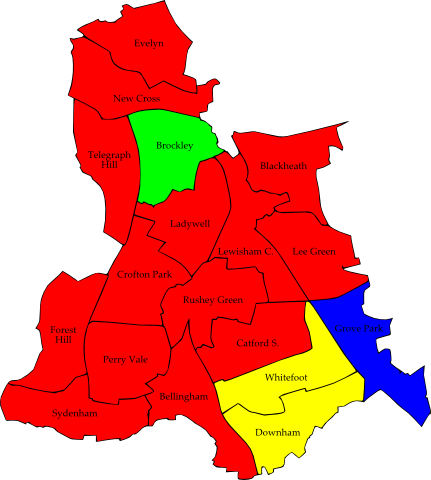 Evelyn
New Cross
Telegraph
Hill
Brockley
Blackheath
Ladywell
Lewisham C.
Lee Green
Crofton Park
Rushey Green
Forest
Hill
Perry Vale
Catford S.
Grove Park
Whitefoot
Sydenham
Bellingham
Downham